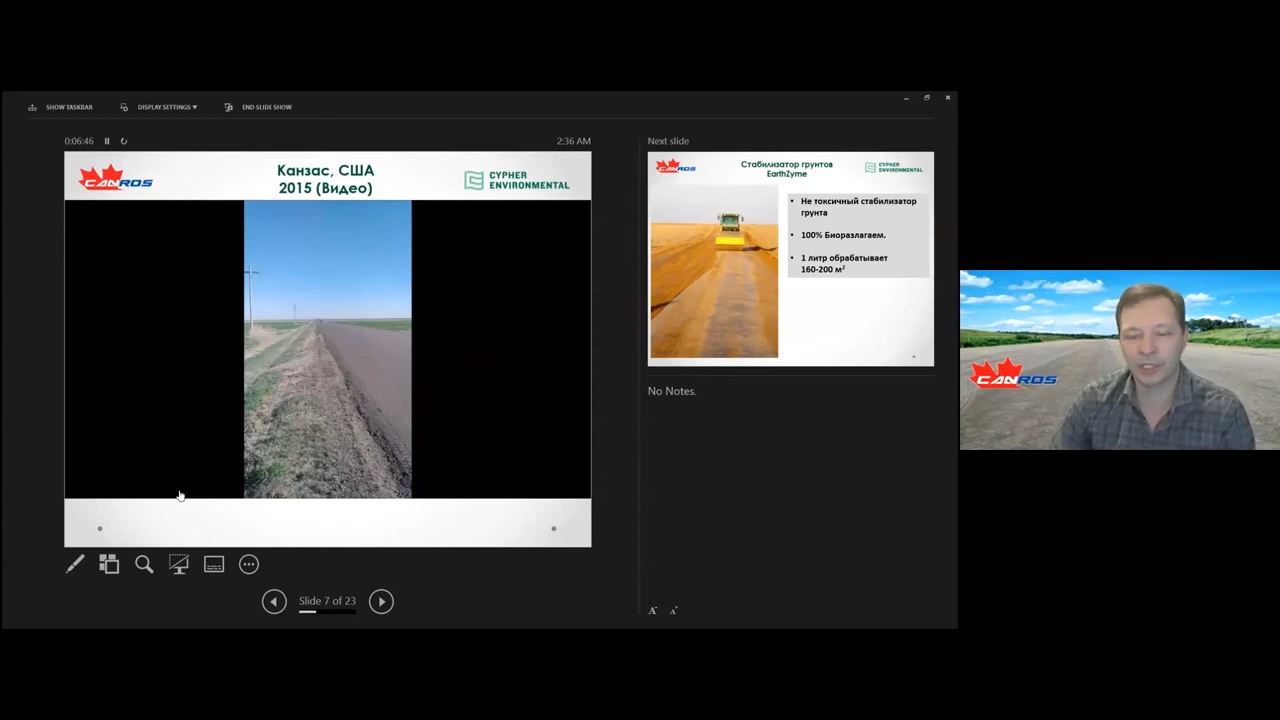 SHOW TASKBAR
DISPLAY SETTINGS ▼
END SLIDE SHOW
0:06:46
2:36 AM
CANROS
Канзас, США
2015 (Видео)
CYPHER
ENVIRONMENTAL
Slide 7 of 23
Next slide
CANROS
Стабилизатор грунтов
EarthZyme
CYPHER
ENVIRONMENTAL
• Не токсичный стабилизатор
грунта
• 100% Биоразлагаем.
• 1 литр обрабатывает
160-200 м²
No Notes.
A A
CANROS